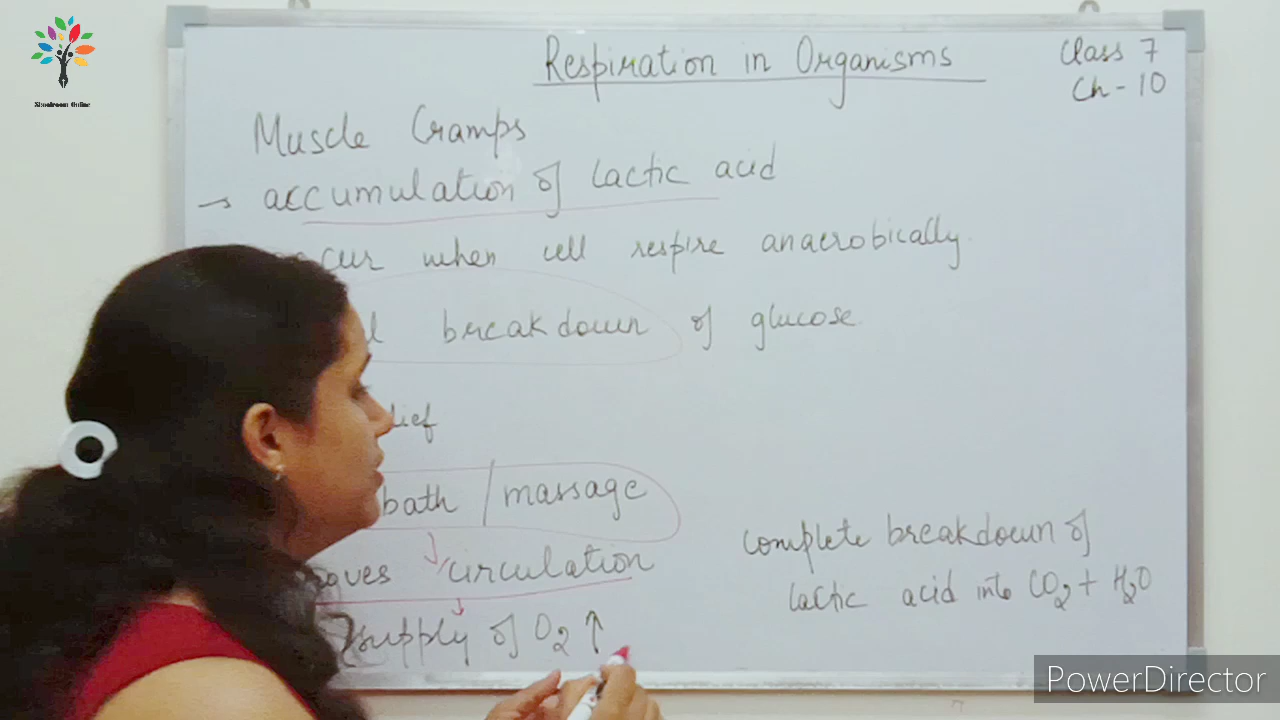 Respiration in Organisms
Class 7
Ch - 10
Muscle Cramps
→ accumulation of Lactic acid
when cell respire anaerobically.
breakdown of glucose
bath / massage
circulation
supply of O2 ↑
complete breakdown of
lactic acid into CO2 + H2O
PowerDirector